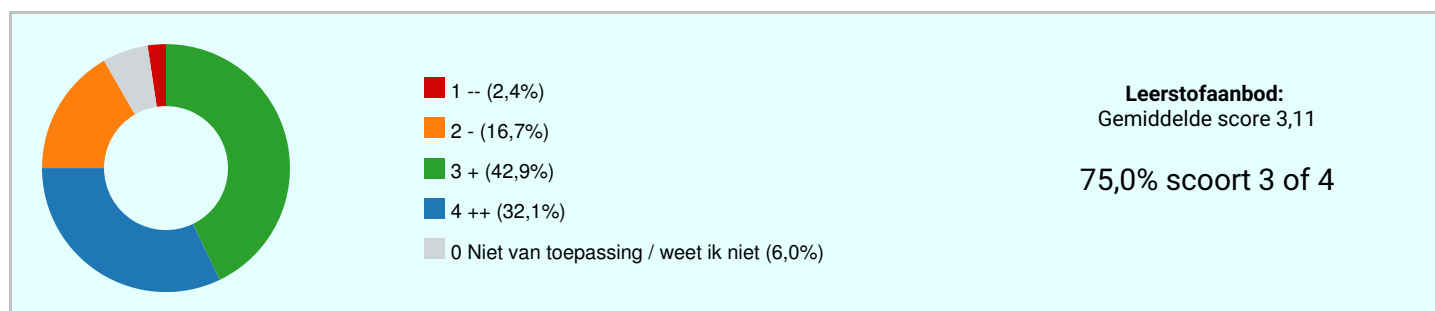 1 -- (2,4%)
2 - (16,7%)
3 + (42,9%)
4 ++ (32,1%)
0 Niet van toepassing / weet ik niet (6,0%)
Leerstofaanbod:
Gemiddelde score 3,11
75,0% scoort 3 of 4